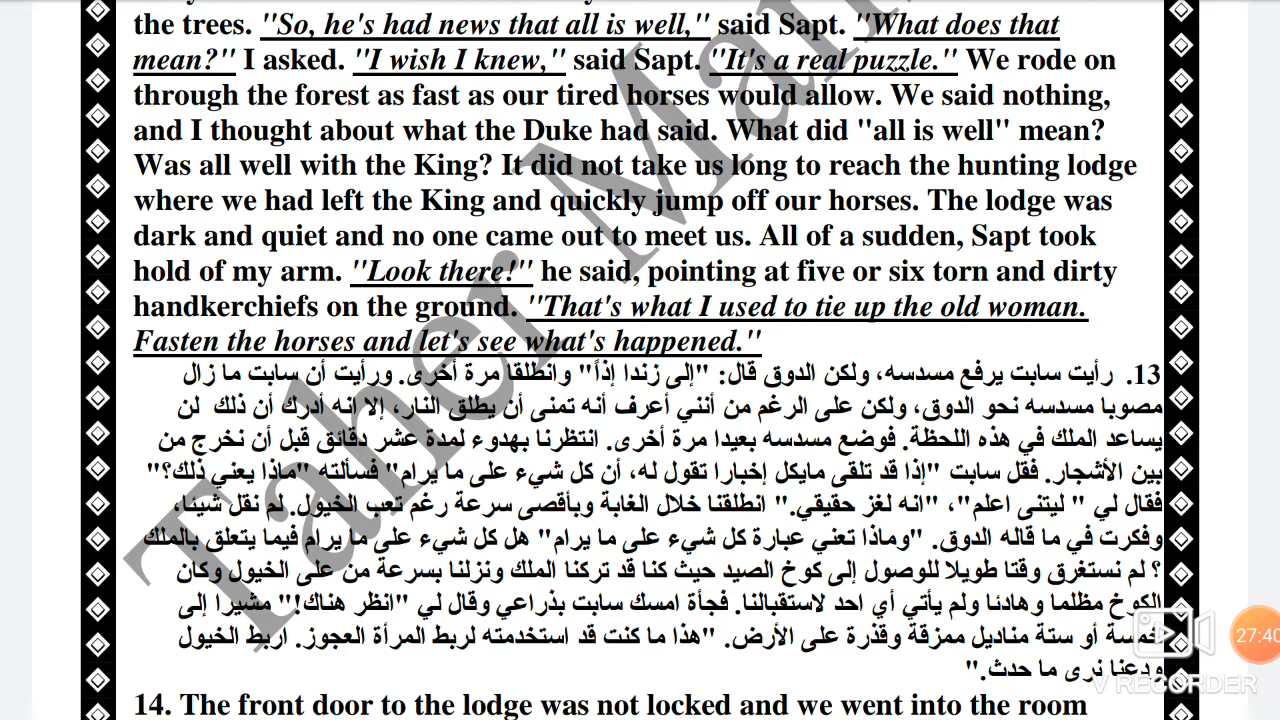 the trees. "So, he's had news that all is well," said Sapt. "What does that
mean?" I asked. "I wish I knew," said Sapt. "It's a real puzzle." We rode on
through the forest as fast as our tired horses would allow. We said nothing,
and I thought about what the Duke had said. What did "all is well" mean?
Was all well with the King? It did not take us long to reach the hunting lodge
where we had left the King and quickly jump off our horses. The lodge was
dark and quiet and no one came out to meet us. All of a sudden, Sapt took
hold of my arm. "Look there!" he said, pointing at five or six torn and dirty
handkerchiefs on the ground. "That's what I used to tie up the old woman.
Fasten the horses and let's see what's happened."
13. رأيت سابت يرفع مسدسه، ولكن الدوق قال: "إلى زندا إذاً" وانطلقا مرة أخرى. ورأيت أن سابت ما زال
مصوبا مسدسه نحو الدوق، ولكن على الرغم من أنني أعرف أنه تمنى أن يطلق النار، إلا انه أدرك أن ذلك لن
يساعد الملك في هذه اللحظة. فوضع مسدسه بعيدا مرة أخرى. انتظرنا بهدوء لمدة عشر دقائق قبل أن نخرج من
بين الأشجار. فقل سابت "إذا قد تلقى مايكل إخبارا تقول له، أن كل شيء على ما يرام" فسألته "ماذا يعني ذلك؟"
فقال لي " ليتنى اعلم"، "انه لغز حقيقي." انطلقنا خلال الغابة وبأقصى سرعة رغم تعب الخيول. لم نقل شيئا،
وفكرت في ما قاله الدوق. "وماذا تعني عبارة كل شيء على ما يرام" هل كل شيء على ما يرام فيما يتعلق بالملك
؟ لم نستغرق وقتا طويلا للوصول إلى كوخ الصيد حيث كنا قد تركنا الملك ونزلنا بسرعة من على الخيول وكان
الكوخ مظلما وهادئا ولم يأتي أي احد لاستقبالنا. فجأة امسك سابت بذراعي وقال لي "انظر هناك!" مشيرا إلى
خمسة أو ستة مناديل ممزقة وقذرة على الأرض. "هذا ما كنت قد استخدمته لربط المرأة العجوز. اربط الخيول
ودعنا نرى ما حدث."
14. The front door to the lodge was not locked and we went into the room
27:40
V RECORDER